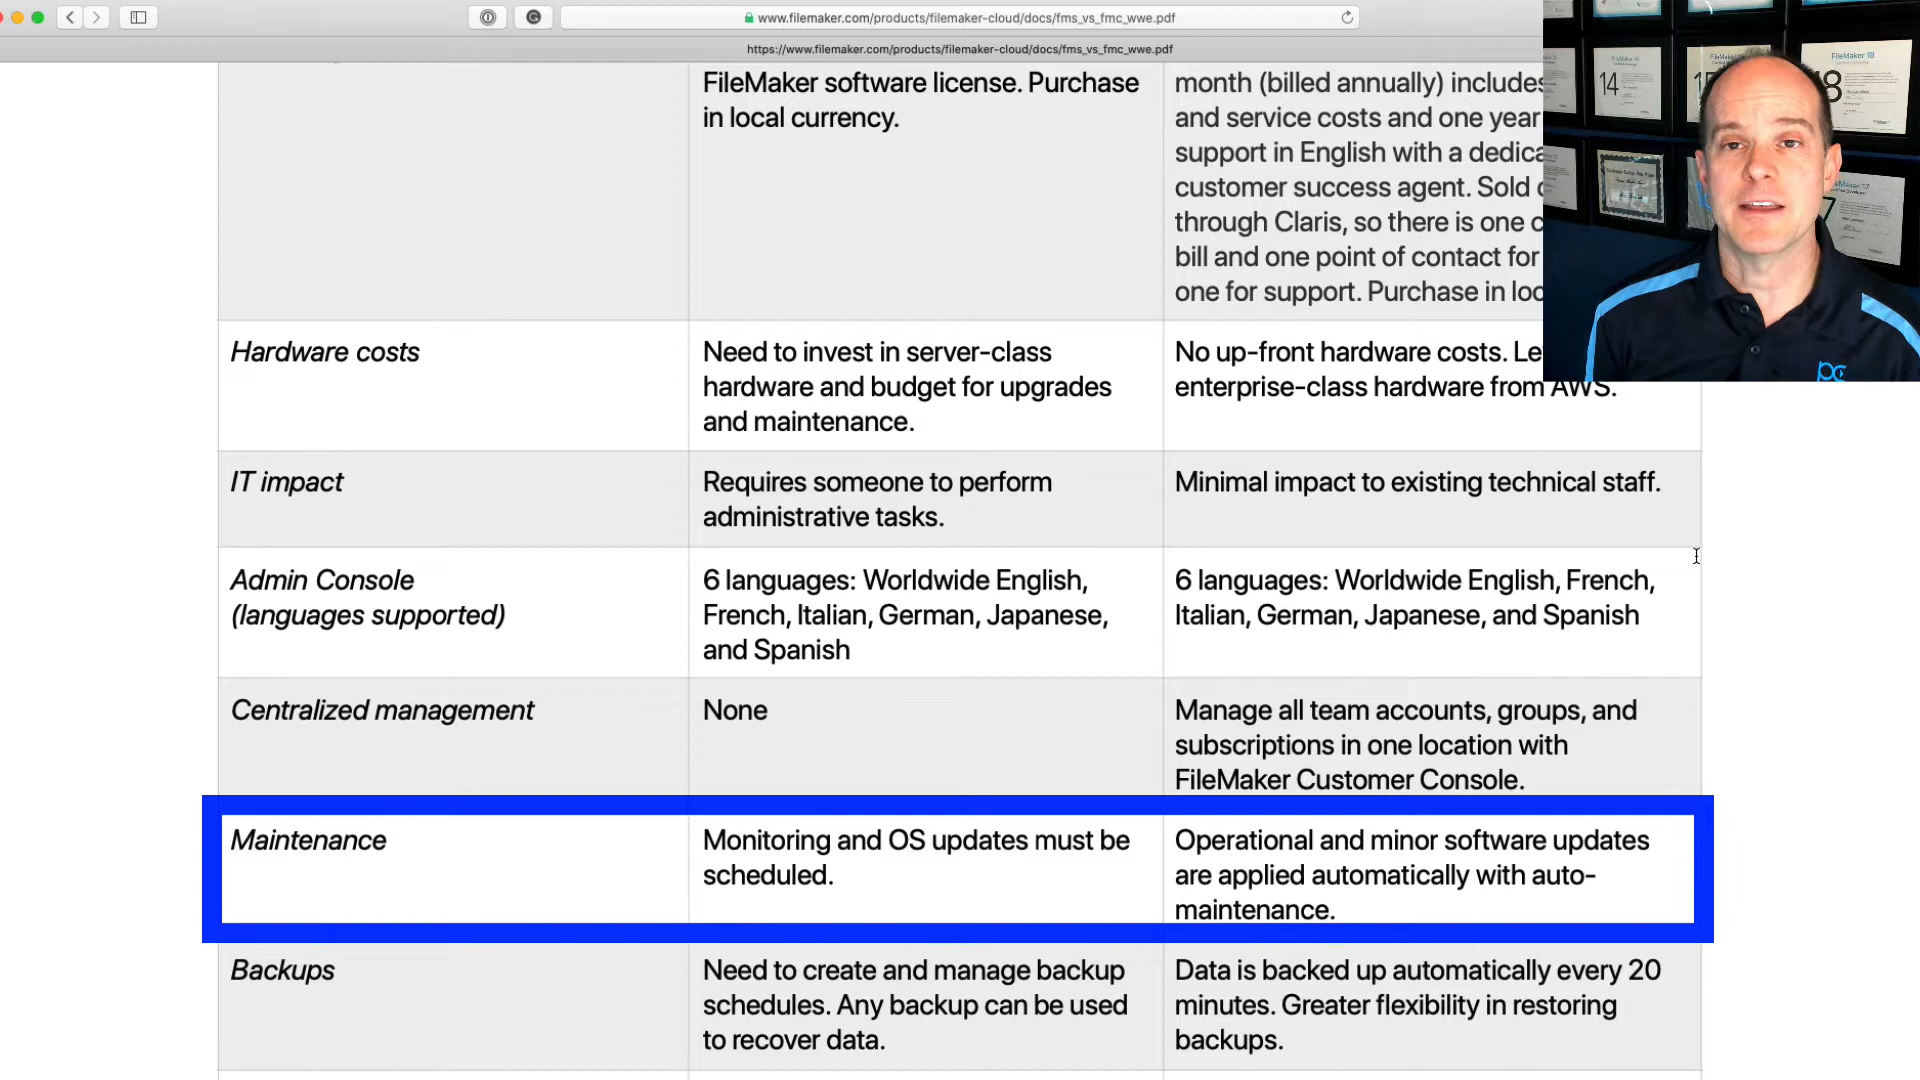 www.filemaker.com/products/filemaker-cloud/docs/fms_vs_fmc_wwe.pdf
https://www.filemaker.com/products/filemaker-cloud/docs/fms_vs_fmc_wwe.pdf
FileMaker software license. Purchase
in local currency.
month (billed annually) includes
and service costs and one year
support in English with a
customer success agent. Sold
through Claris, so there is one
bill and one point of contact for
one for support. Purchase in
Hardware costs
Need to invest in server-class
hardware and budget for upgrades
and maintenance.
No up-front hardware costs.
enterprise-class hardware from AWS.
IT impact
Requires someone to perform
administrative tasks.
Minimal impact to existing technical staff.
Admin Console
(languages supported)
6 languages: Worldwide English,
French, Italian, German, Japanese,
and Spanish
6 languages: Worldwide English, French,
Italian, German, Japanese, and Spanish
Centralized management
None
Manage all team accounts, groups, and
subscriptions in one location with
FileMaker Customer Console.
Maintenance
Monitoring and OS updates must be
scheduled.
Operational and minor software updates
are applied automatically with auto-
maintenance.
Backups
Need to create and manage backup
schedules. Any backup can be used
to recover data.
Data is backed up automatically every 20
minutes. Greater flexibility in restoring
backups.
FileMaker 18
14
18
FileMaker 17
pc